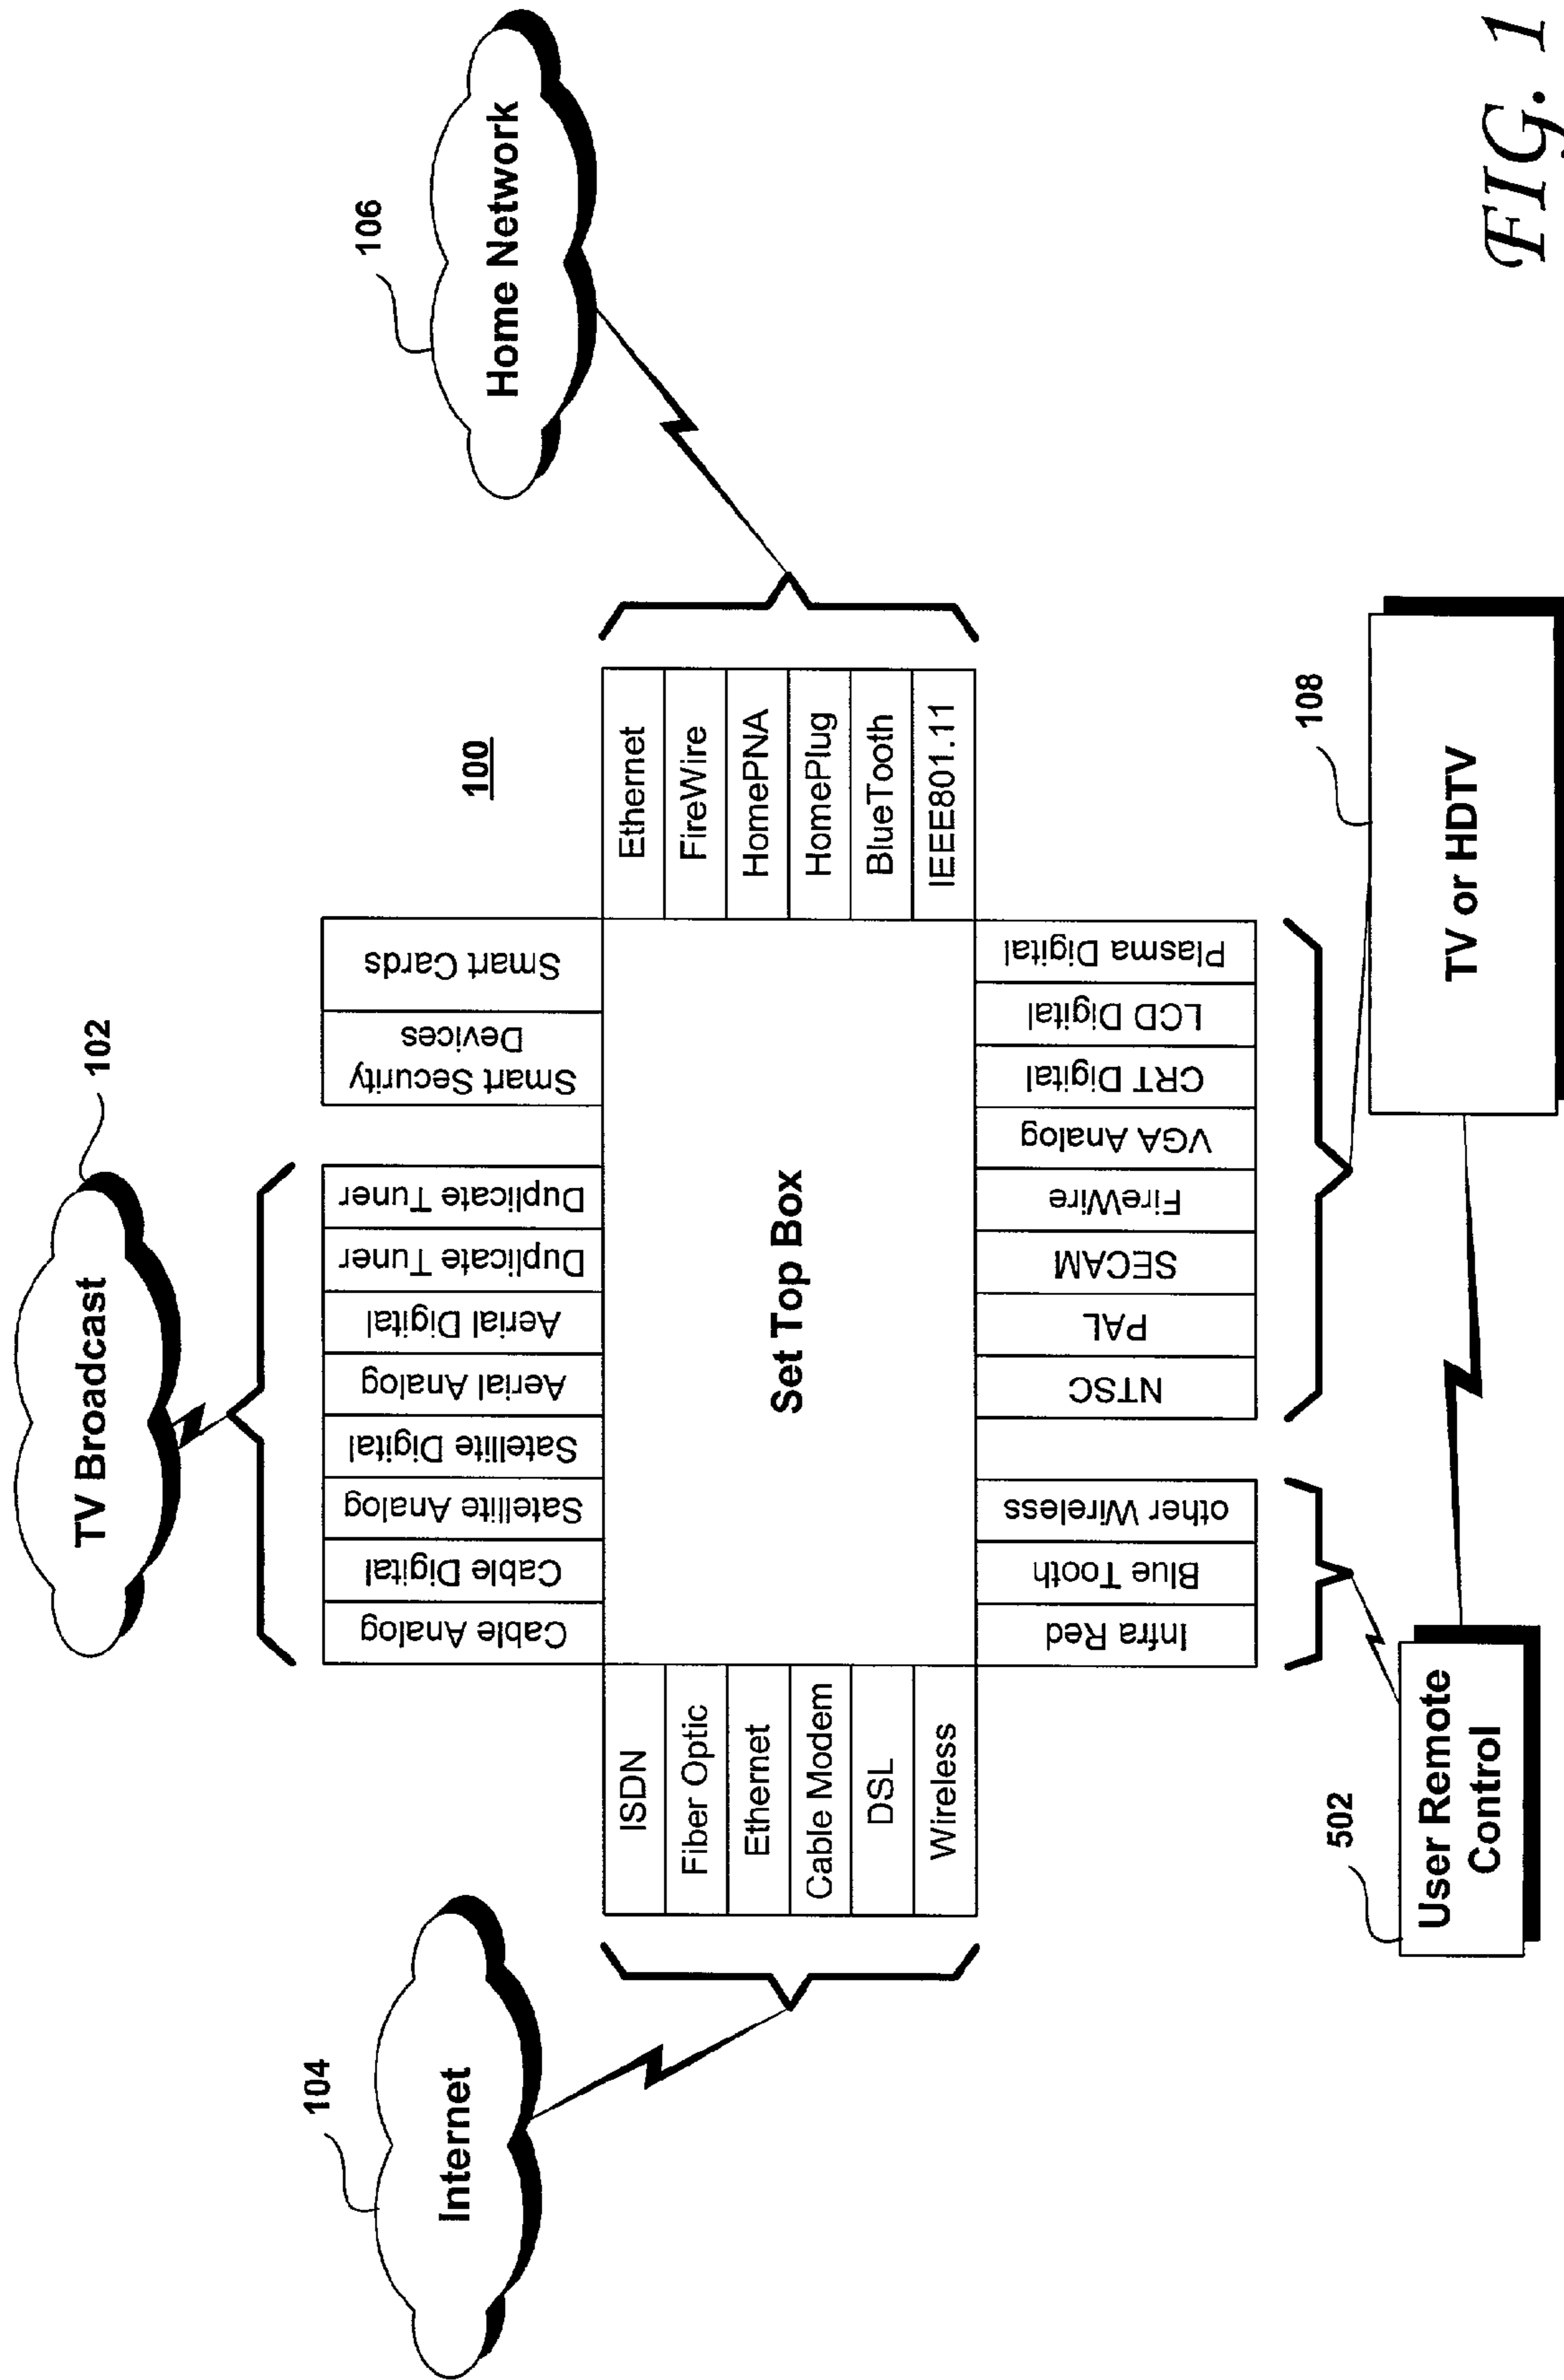 102
TV Broadcast
106
Home Network
104
Internet
100
Cable Analog
Cable Digital
Satellite Analog
Satellite Digital
Aerial Analog
Aerial Digital
Duplicate Tuner
Duplicate Tuner
Smart Security
Devices
Smart Cards
ISDN
Fiber Optic
Ethernet
Cable Modem
DSL
Wireless
Set Top Box
Ethernet
FireWire
HomePNA
HomePlug
BlueTooth
IEEE801.11
Infra Red
Blue Tooth
other Wireless
NTSC
PAL
SECAM
FireWire
VGA Analog
CRT Digital
LCD Digital
Plasma Digital
502
User Remote
Control
108
TV or HDTV
FIG. 1